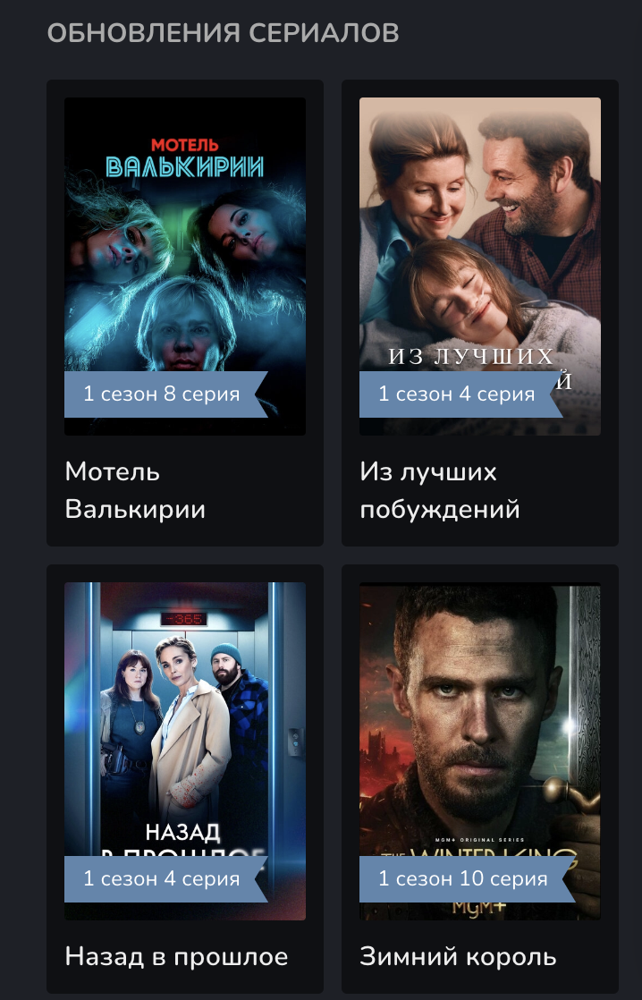 ОБНОВЛЕНИЯ СЕРИАЛОВ
МОТЕЛЬ
ВАЛЬКИРИИ
1 сезон 8 серия
Мотель
Валькирии
ИЗ ЛУЧШИХ
Й
1 сезон 4 серия
Из лучших
побуждений
-365
НАЗАД
В ПРОШЛОЕ
1 сезон 4 серия
Назад в прошлое
MGM+ ORIGINAL SERIES
THE WINTER KING
1 сезон 10 серия
MGM+
Зимний король